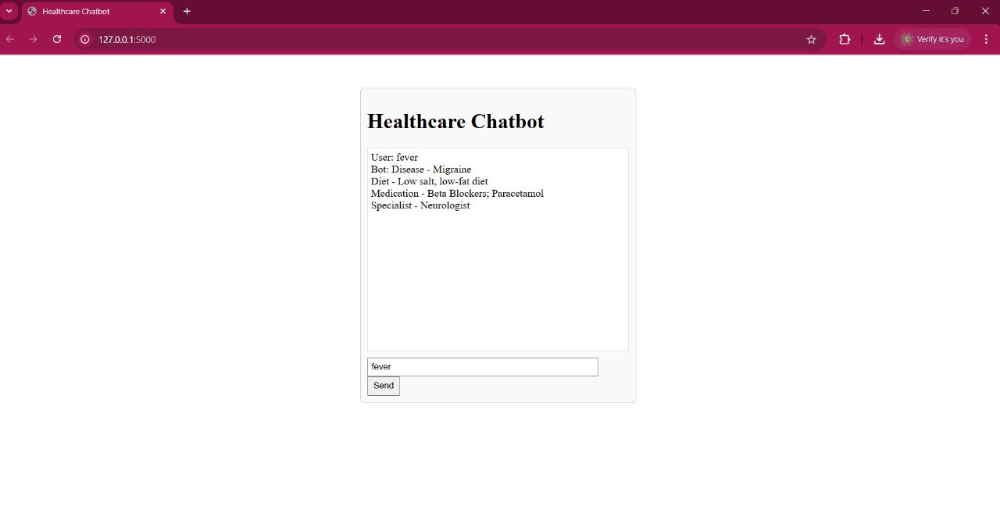 Healthcare Chatbot
127.0.0.1:5000
C
Verify it's you
Healthcare Chatbot
User: fever
Bot: Disease - Migraine
Diet - Low salt, low-fat diet
Medication - Beta Blockers; Paracetamol
Specialist - Neurologist
fever
Send